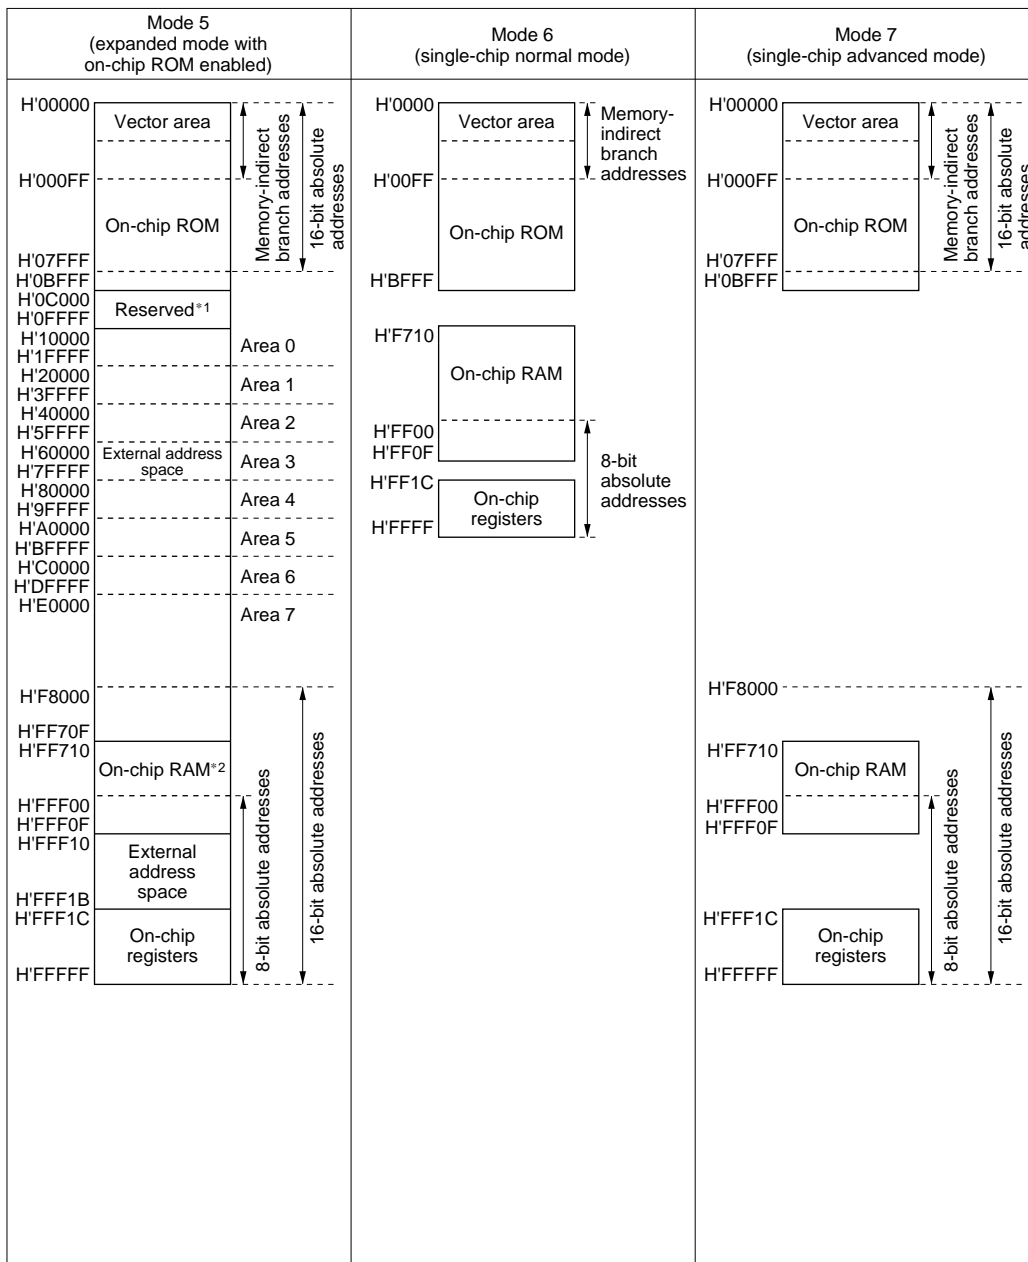 Mode 5
(expanded mode with
on-chip ROM enabled)
H'00000
Vector area
H'000FF
On-chip ROM
H'07FFF
H'0BFFF
H'0C000
Reserved*1
H'0FFFF
H'10000
Area 0
H'1FFFF
H'20000
Area 1
H'3FFFF
H'40000
Area 2
H'5FFFF
H'60000
External address
space
Area 3
H'7FFFF
H'80000
Area 4
H'9FFFF
H'A0000
Area 5
H'BFFFF
H'C0000
Area 6
H'DFFFF
H'E0000
Area 7
H'F8000
H'FF70F
H'FF710
On-chip RAM*2
H'FFF00
H'FFF0F
H'FFF10
External
address
space
H'FFF1B
H'FFF1C
On-chip
registers
H'FFFFF
Memory-indirect
branch addresses
16-bit absolute
addresses
8-bit absolute addresses
16-bit absolute addresses
Mode 6
(single-chip normal mode)
H'0000
Memory-
indirect
branch
addresses
H'00FF
On-chip ROM
H'BFFF
H'F710
On-chip RAM
H'FF00
H'FF0F
8-bit
absolute
addresses
H'FF1C
On-chip
registers
H'FFFF
Vector area
Mode 7
(single-chip advanced mode)
H'00000
Vector area
H'000FF
On-chip ROM
H'07FFF
H'0BFFF
Memory-indirect
branch addresses
16-bit absolute
addresses
H'F8000
H'FF710
On-chip RAM
H'FFF00
H'FFF0F
H'FFF1C
On-chip
registers
H'FFFFF
8-bit absolute addresses
16-bit absolute addresses